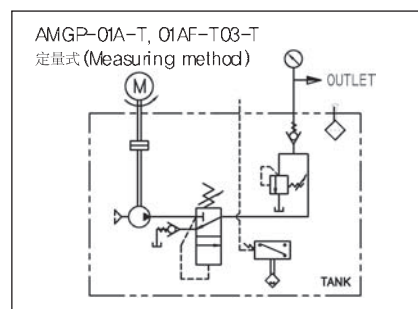 AMGP-01A-T, 01AF-T03-T
定量式(Measuring method)
M
OUTLET
TANK